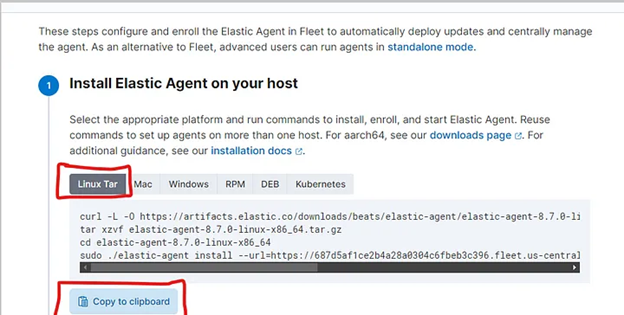 These steps configure and enroll the Elastic Agent in Fleet to automatically deploy updates and centrally manage
the agent. As an alternative to Fleet, advanced users can run agents in standalone mode.
1 Install Elastic Agent on your host
Select the appropriate platform and run commands to install, enroll, and start Elastic Agent. Reuse
commands to set up agents on more than one host. For aarch64, see our downloads page. For
additional guidance, see our installation docs.
Linux Tar Mac Windows RPM DEB Kubernetes
curl -L -O https://artifacts.elastic.co/downloads/beats/elastic-agent/elastic-agent-8.7.0-li
tar xzvf elastic-agent-8.7.0-linux-x86_64.tar.gz
cd elastic-agent-8.7.0-linux-x86_64
sudo ./elastic-agent install --url=https://687d5af1ce2b4a28a0304c6fbeb3c396.fleet.us-central
Copy to clipboard